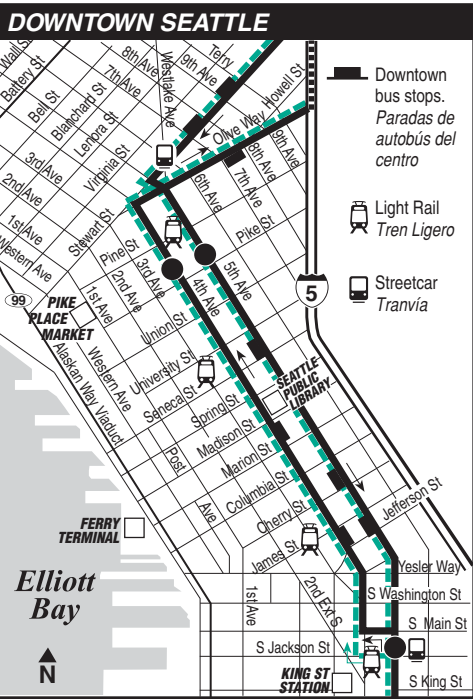 DOWNTOWN SEATTLE
Wall St
Battery St
Bell St
Blanchard St
Lenora St
Virginia St
Stewart St
8th Ave
7th Ave
Westlake Ave
9th Ave
Terry
Howell St
Olive Way
9th Ave
8th Ave
7th Ave
6th Ave
3rd Ave
2nd Ave
1st Ave
Western Ave
Pine St
Pike St
2nd Ave
3rd Ave
4th Ave
5th Ave
1st Ave
99
PIKE
PLACE
MARKET
Alaskan Way Viaduct
Western Ave
Union St
University St
Seneca St
Spring St
Madison St
Marion St
Columbia St
Cherry St
James St
Post
Ave
SEATTLE
PUBLIC
LIBRARY
5
Downtown
bus stops.
Paradas de
autobús del
centro
Light Rail
Tren Ligero
Streetcar
Tranvía
Jefferson St
FERRY
TERMINAL
Elliott
Bay
N
Yesler Way
S Washington St
S Main St
1st Ave
2nd Ext S
S Jackson St
KING ST
STATION
S King St